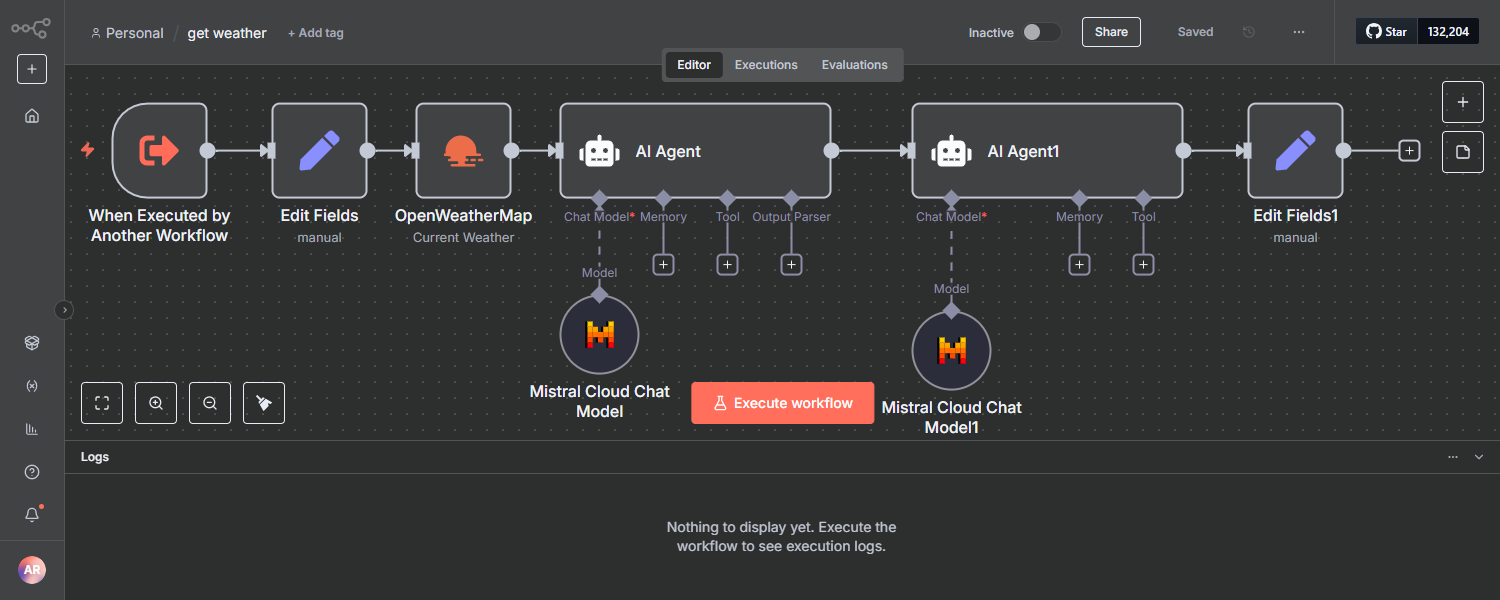 Personal / get weather + Add tag
Inactive
Share
Saved
Star 132,204
Editor Executions Evaluations
AI Agent
AI Agent1
When Executed by
Another Workflow
Edit Fields
manual
OpenWeatherMap
Current Weather
Chat Model* Memory Tool Output Parser
Chat Model* Memory Tool
Edit Fields1
manual
Model
Model
Mistral Cloud Chat
Model
Execute workflow
Mistral Cloud Chat
Model1
Logs
Nothing to display yet. Execute the
workflow to see execution logs.
AR